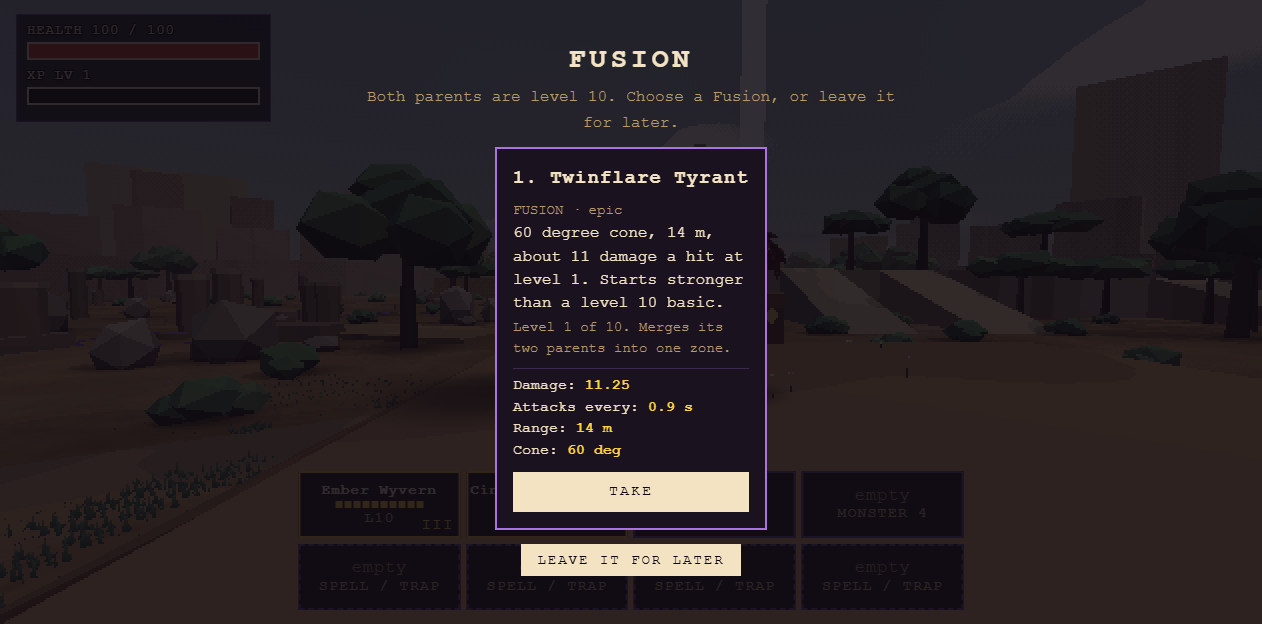 HEALTH 100 / 100
XP LV 1
FUSION
Both parents are level 10. Choose a Fusion, or leave it
for later.
1. Twinflare Tyrant
FUSION · epic
60 degree cone, 14 m,
about 11 damage a hit at
level 1. Starts stronger
than a level 10 basic.
Level 1 of 10. Merges its
two parents into one zone.
Damage: 11.25
Attacks every: 0.9 s
Range: 14 m
Cone: 60 deg
TAKE
Ember Wyvern
L10
III
empty
MONSTER 4
LEAVE IT FOR LATER
empty
SPELL / TRAP
SPELL / TRAP
SPELL / TRAP
empty
SPELL / TRAP